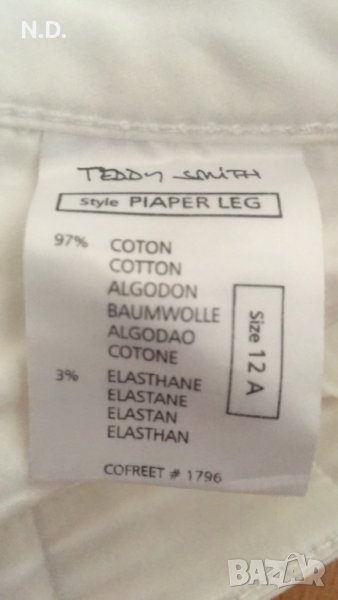 N.D.
TEDDY SMITH
Style PIAPER LEG
97% COTON
COTTON
ALGODON
BAUMWOLLE
ALGODAO
COTONE
3% ELASTHANE
ELASTANE
ELASTAN
ELASTHAN
Size 12 A
COFREET # 1796
BAZAR